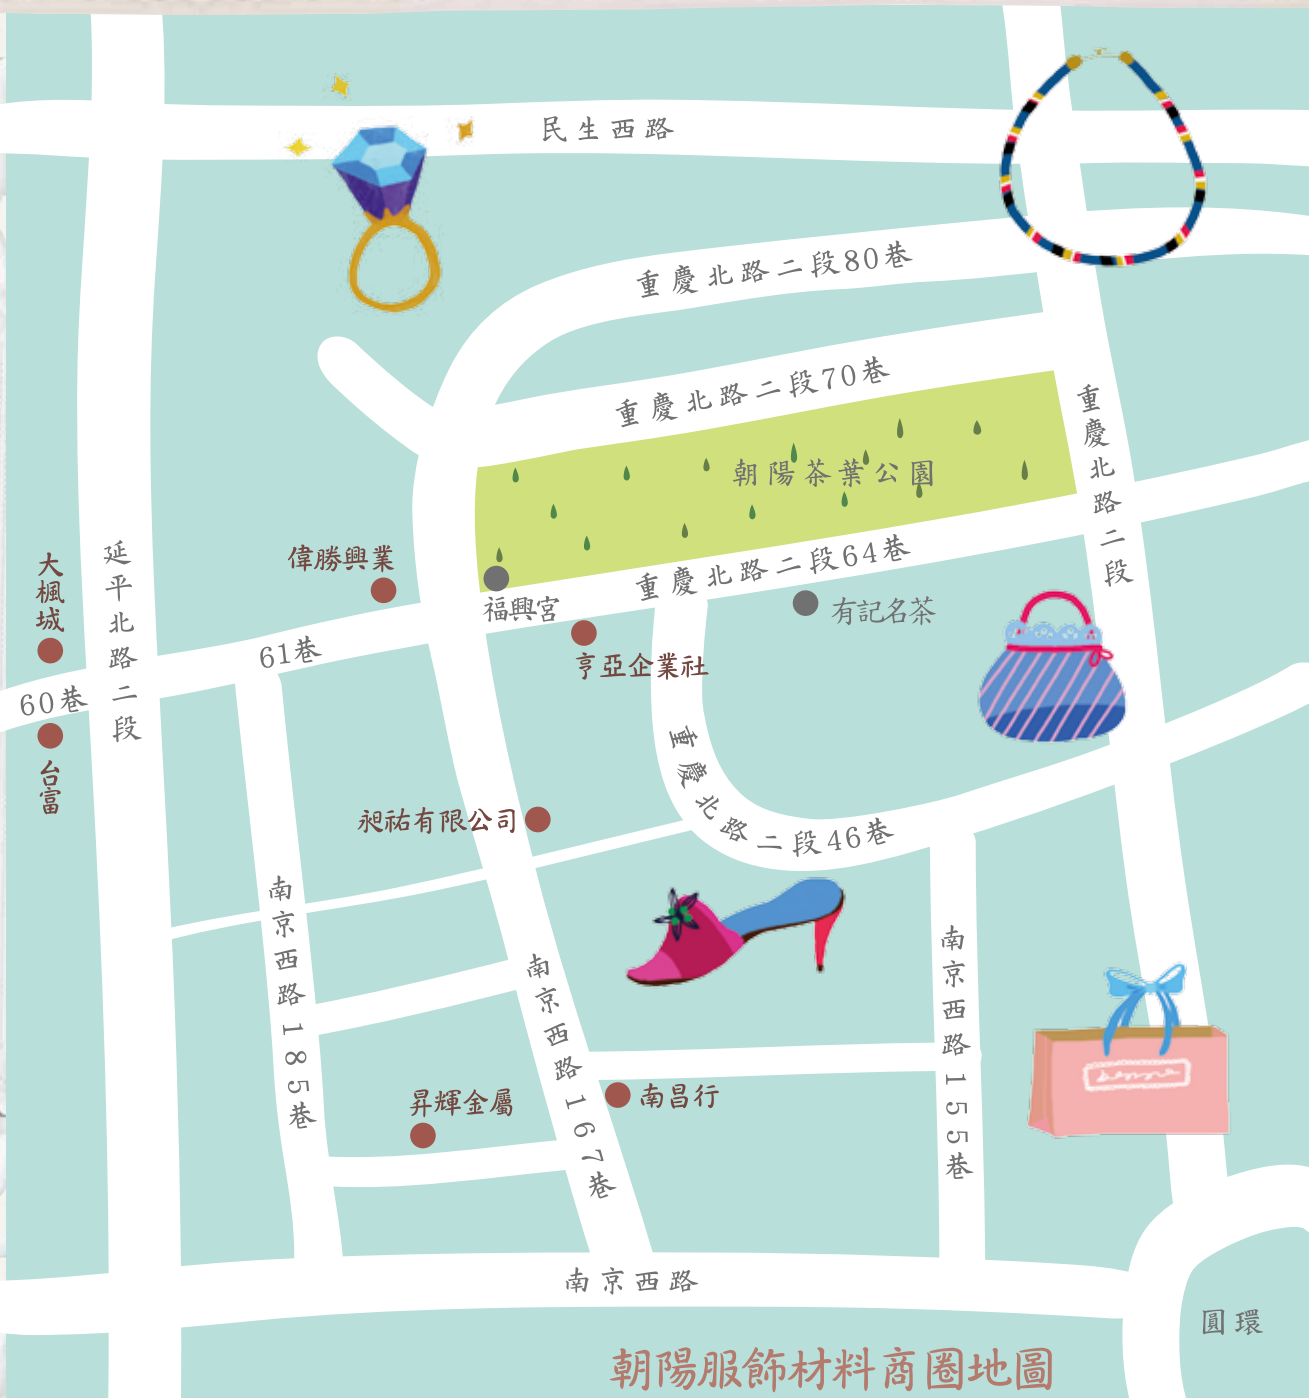 民生西路
重慶北路二段80巷
重慶北路二段70巷
重慶北路二段
朝陽茶葉公園
重慶北路二段64巷
延平北路二段
大楓城
偉勝興業
福興宮
有記名茶
61巷
亨亞企業社
60巷
台富
重慶北路二段46巷
昶祐有限公司
南京西路185巷
南京西路167巷
南京西路155巷
昇輝金屬
南昌行
南京西路
圓環
朝陽服飾材料商圈地圖